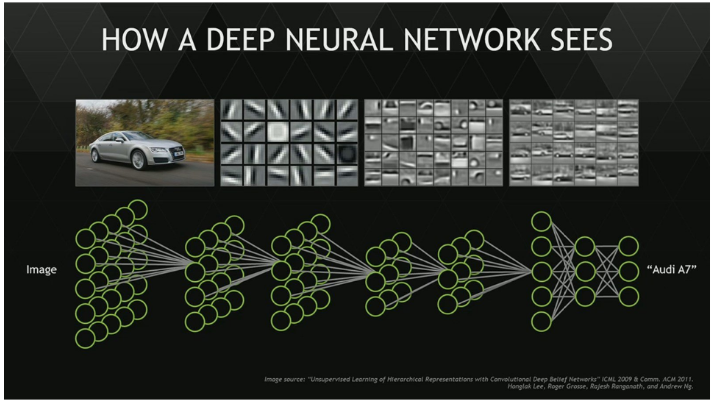 HOW A DEEP NEURAL NETWORK SEES
Image
“Audi A7”
Image source: “Unsupervised Learning of Hierarchical Representations with Convolutional Deep Belief Networks” ICML 2009 & Comm. ACM 2011.
Honglak Lee, Roger Grosse, Rajesh Ranganath, and Andrew Ng.